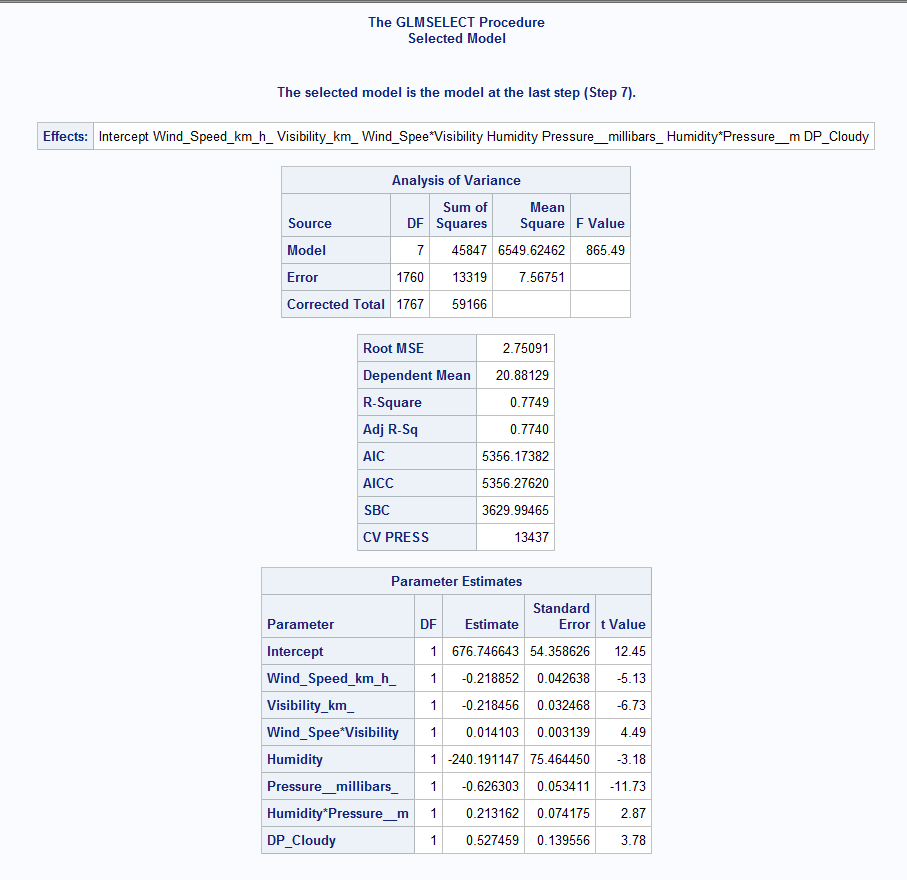 The GLMSELECT Procedure
Selected Model
The selected model is the model at the last step (Step 7).
Effects: Intercept Wind_Speed_km_h_ Visibility_km_ Wind_Spee*Visibility Humidity Pressure__millibars_ Humidity*Pressure__m DP_Cloudy
Analysis of Variance
Source DF Sum of Squares Mean Square F Value
Model 7 45847 6549.62462 865.49
Error 1760 13319 7.56751
Corrected Total 1767 59166
Root MSE 2.75091
Dependent Mean 20.88129
R-Square 0.7749
Adj R-Sq 0.7740
AIC 5356.17382
AICC 5356.27620
SBC 3629.99465
CV PRESS 13437
Parameter Estimates
Parameter DF Estimate Standard Error t Value
Intercept 1 676.746643 54.358626 12.45
Wind_Speed_km_h_ 1 -0.218852 0.042638 -5.13
Visibility_km_ 1 -0.218456 0.032468 -6.73
Wind_Spee*Visibility 1 0.014103 0.003139 4.49
Humidity 1 -240.191147 75.464450 -3.18
Pressure__millibars_ 1 -0.626303 0.053411 -11.73
Humidity*Pressure__m 1 0.213162 0.074175 2.87
DP_Cloudy 1 0.527459 0.139556 3.78